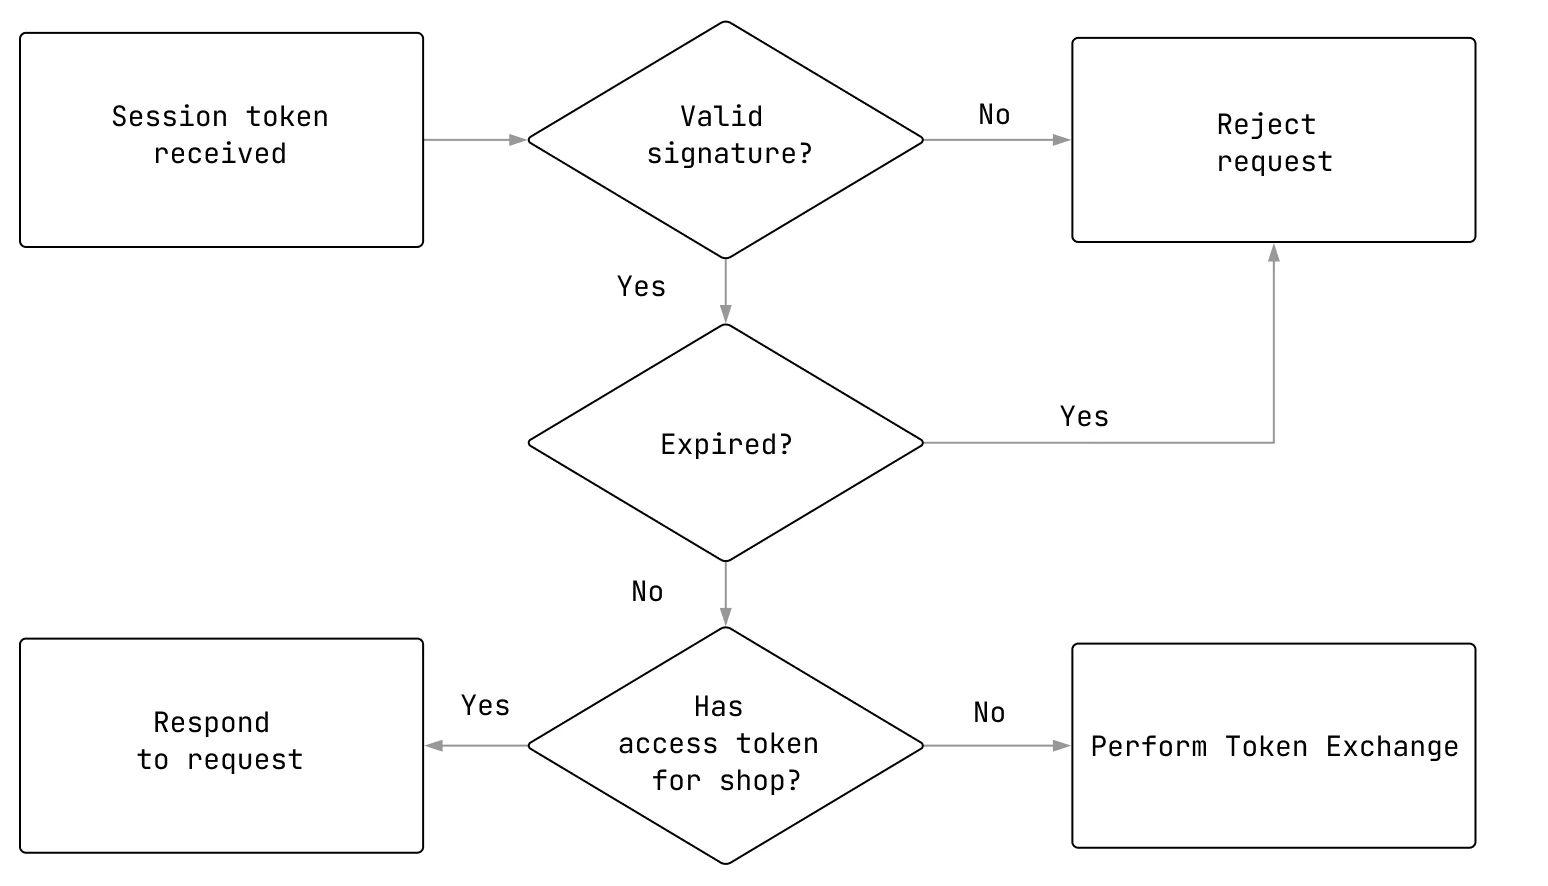 Session token
received
Valid
signature?
No
Reject
request
Yes
Expired?
Yes
No
Respond
to request
Yes
Has
access token
for shop?
No
Perform Token Exchange